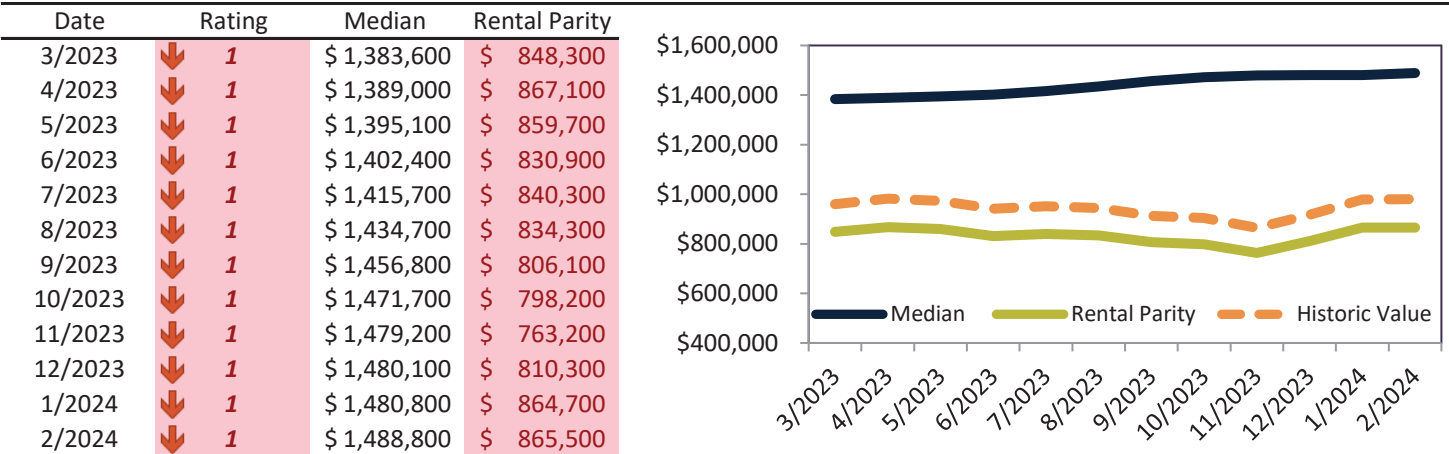 Date Rating Median Rental Parity
3/2023 1 $ 1,383,600 $ 848,300
4/2023 1 $ 1,389,000 $ 867,100
5/2023 1 $ 1,395,100 $ 859,700
6/2023 1 $ 1,402,400 $ 830,900
7/2023 1 $ 1,415,700 $ 840,300
8/2023 1 $ 1,434,700 $ 834,300
9/2023 1 $ 1,456,800 $ 806,100
10/2023 1 $ 1,471,700 $ 798,200
11/2023 1 $ 1,479,200 $ 763,200
12/2023 1 $ 1,480,100 $ 810,300
1/2024 1 $ 1,480,800 $ 864,700
2/2024 1 $ 1,488,800 $ 865,500
$1,600,000
$1,400,000
$1,200,000
$1,000,000
$800,000
$600,000
$400,000
Median Rental Parity Historic Value
3/2023 4/2023 5/2023 6/2023 7/2023 8/2023 9/2023 10/2023 11/2023 12/2023 1/2024 2/2024